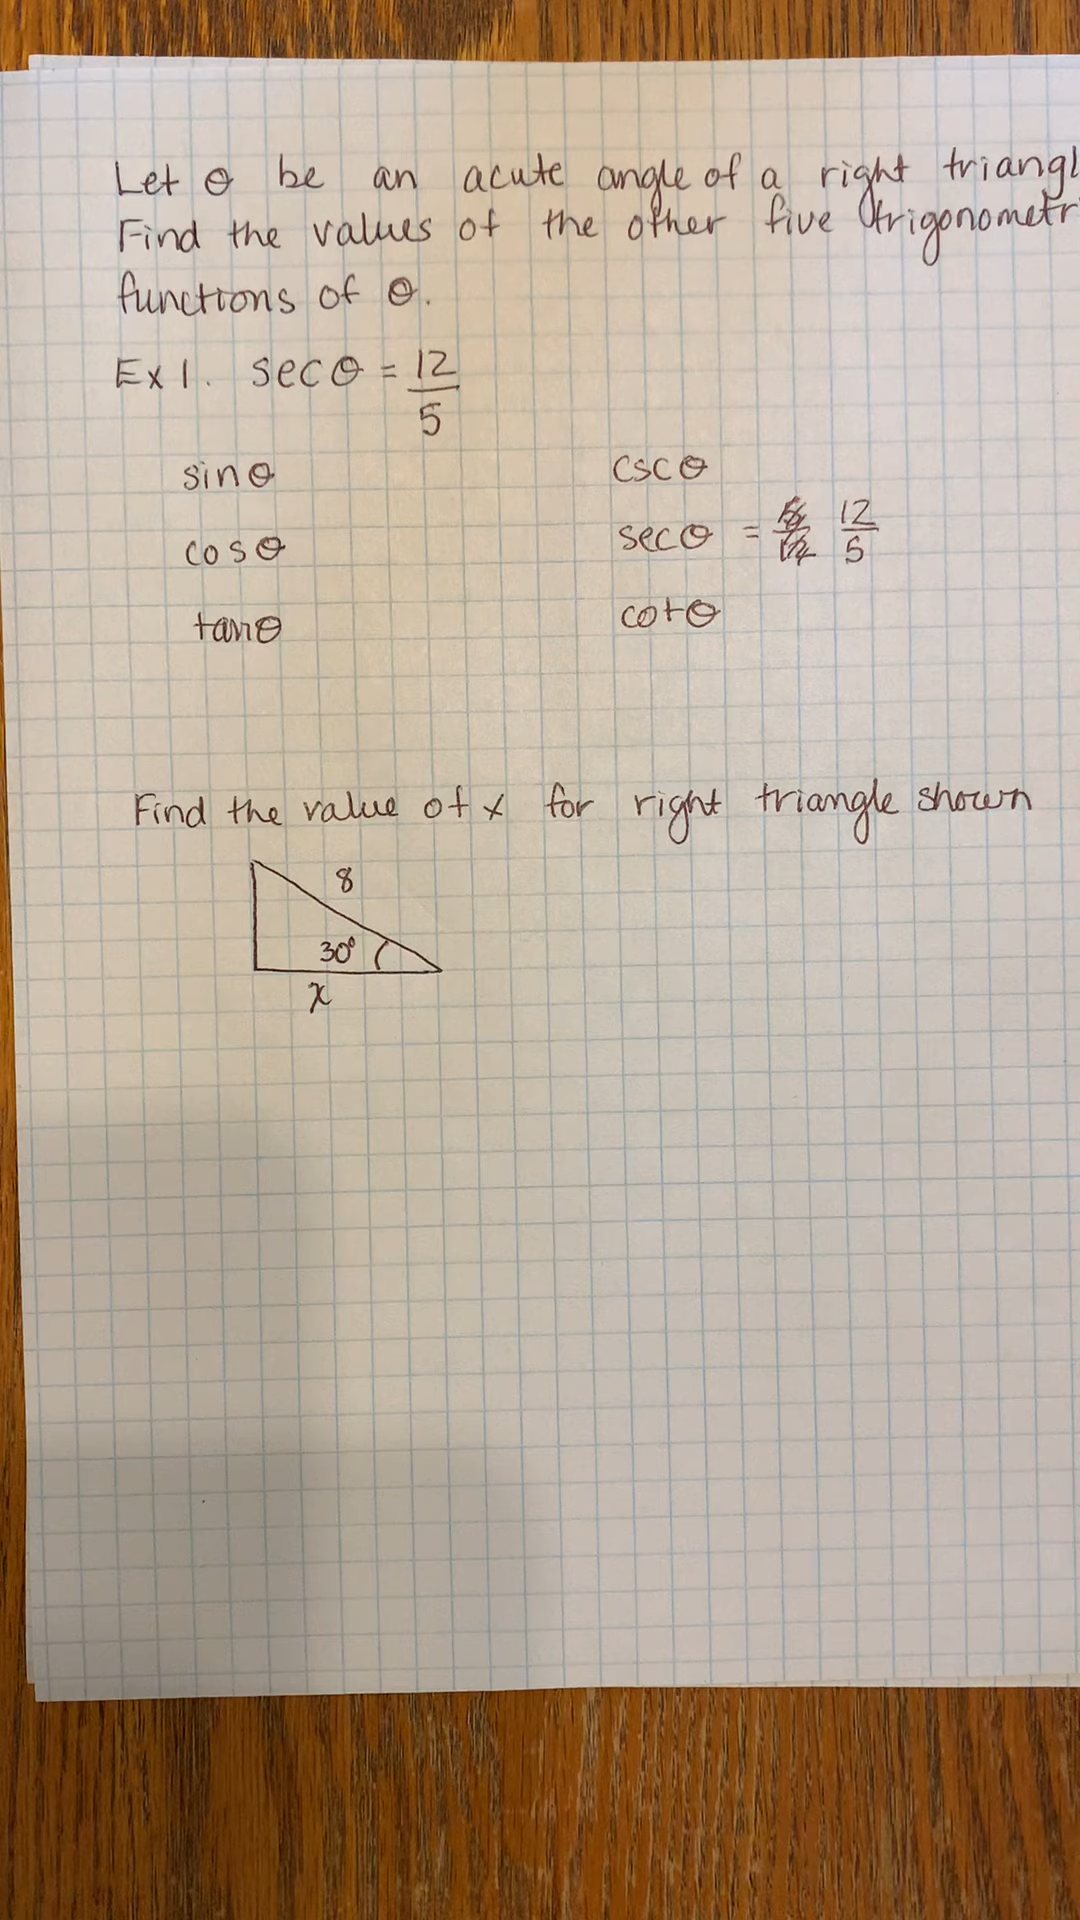 Let θ be an acute angle of a right triangl
Find the values of the other five trigonometr
functions of θ.
Ex 1. secθ = 12/5
sinθ cscθ
cosθ secθ = 12/5
tanθ cotθ
Find the value of x for right triangle shown
8
30°
x